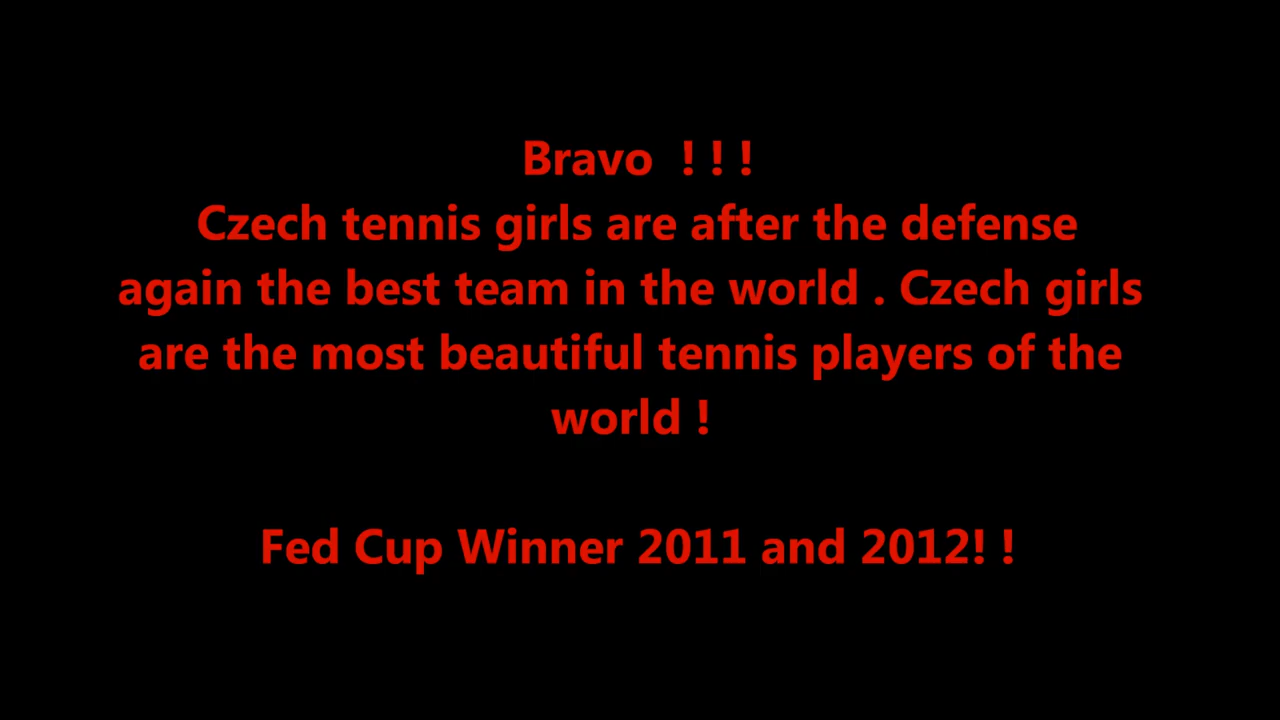 Bravo  ! ! !
Czech tennis girls are after the defense
again the best team in the world . Czech girls
are the most beautiful tennis players of the
world !
Fed Cup Winner 2011 and 2012! !